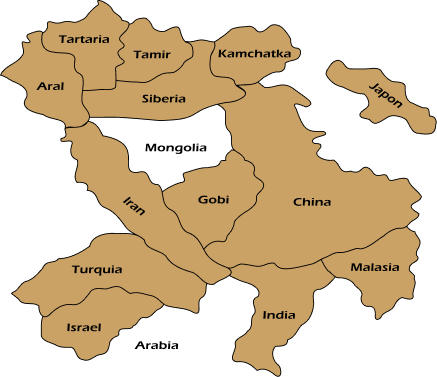 Tartaria
Tamir
Kamchatka
Aral
Siberia
Japon
Mongolia
Iran
Gobi
China
Turquia
Malasia
Israel
India
Arabia